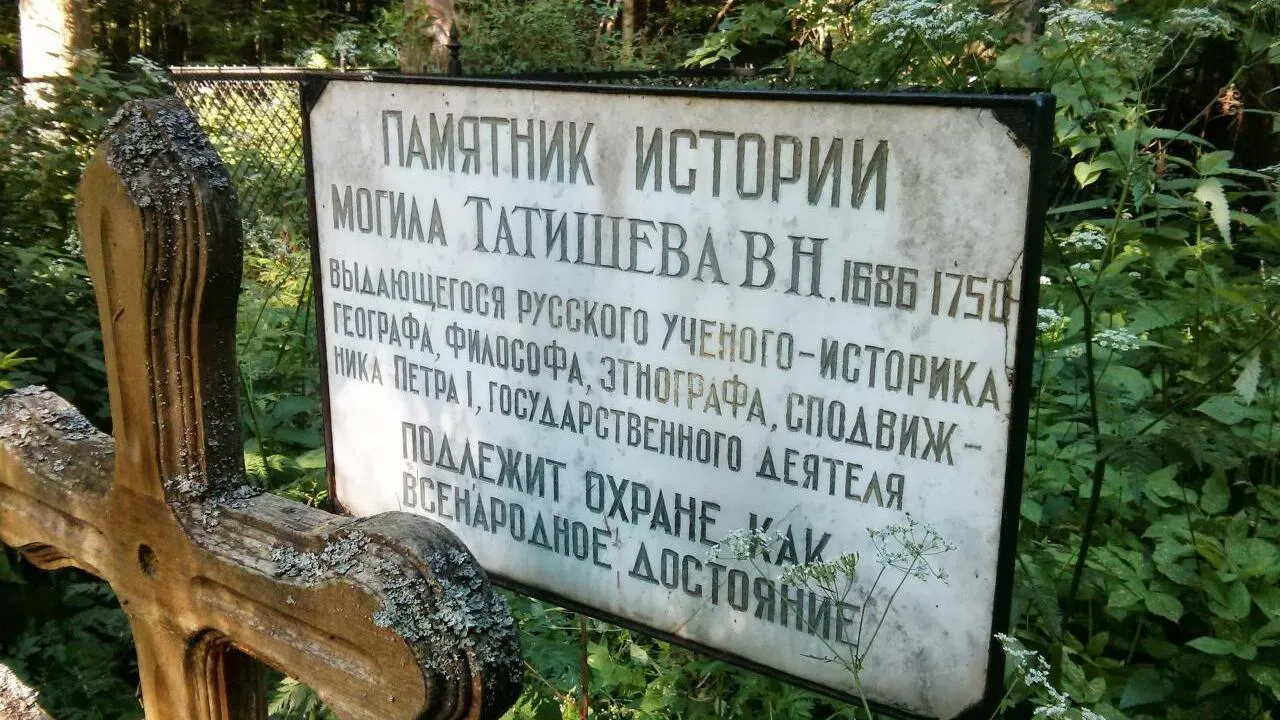 ПАМЯТНИК ИСТОРИИ
МОГИЛА ТАТИЩЕВА В Н. 1686 1750
ВЫДАЮЩЕГОСЯ РУССКОГО УЧЕНОГО-ИСТОРИКА
ГЕОГРАФА, ФИЛОСОФА, ЭТНОГРАФА, СПОДВИЖ-
НИКА ПЕТРА I, ГОСУДАРСТВЕННОГО ДЕЯТЕЛЯ
ПОДЛЕЖИТ ОХРАНЕ КАК
ВСЕНАРОДНОЕ ДОСТОЯНИЕ